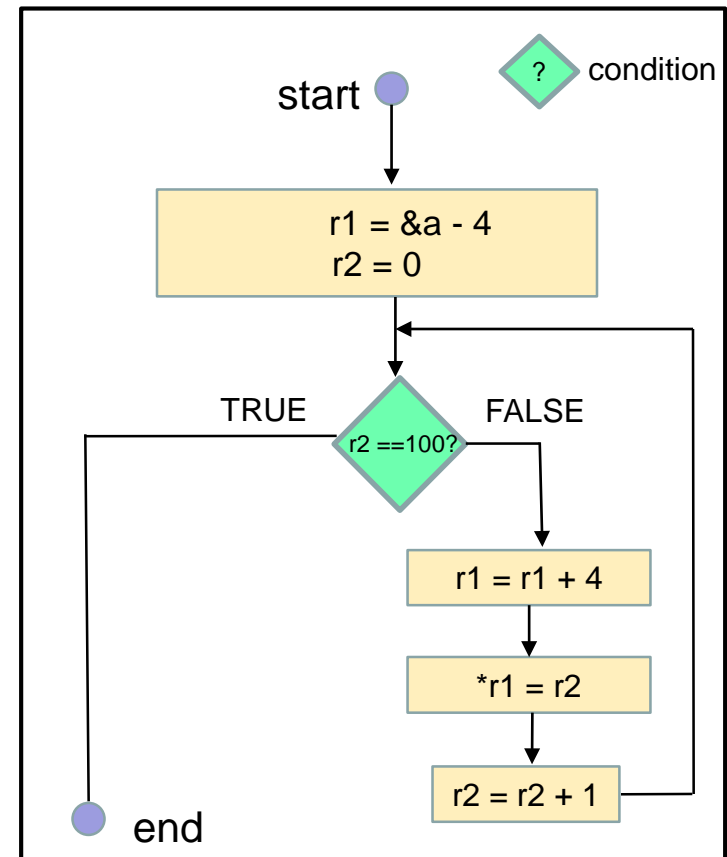 ?
condition
start
r1 = &a - 4
r2 = 0
TRUE
FALSE
r2 ==100?
r1 = r1 + 4
*r1 = r2
r2 = r2 + 1
end